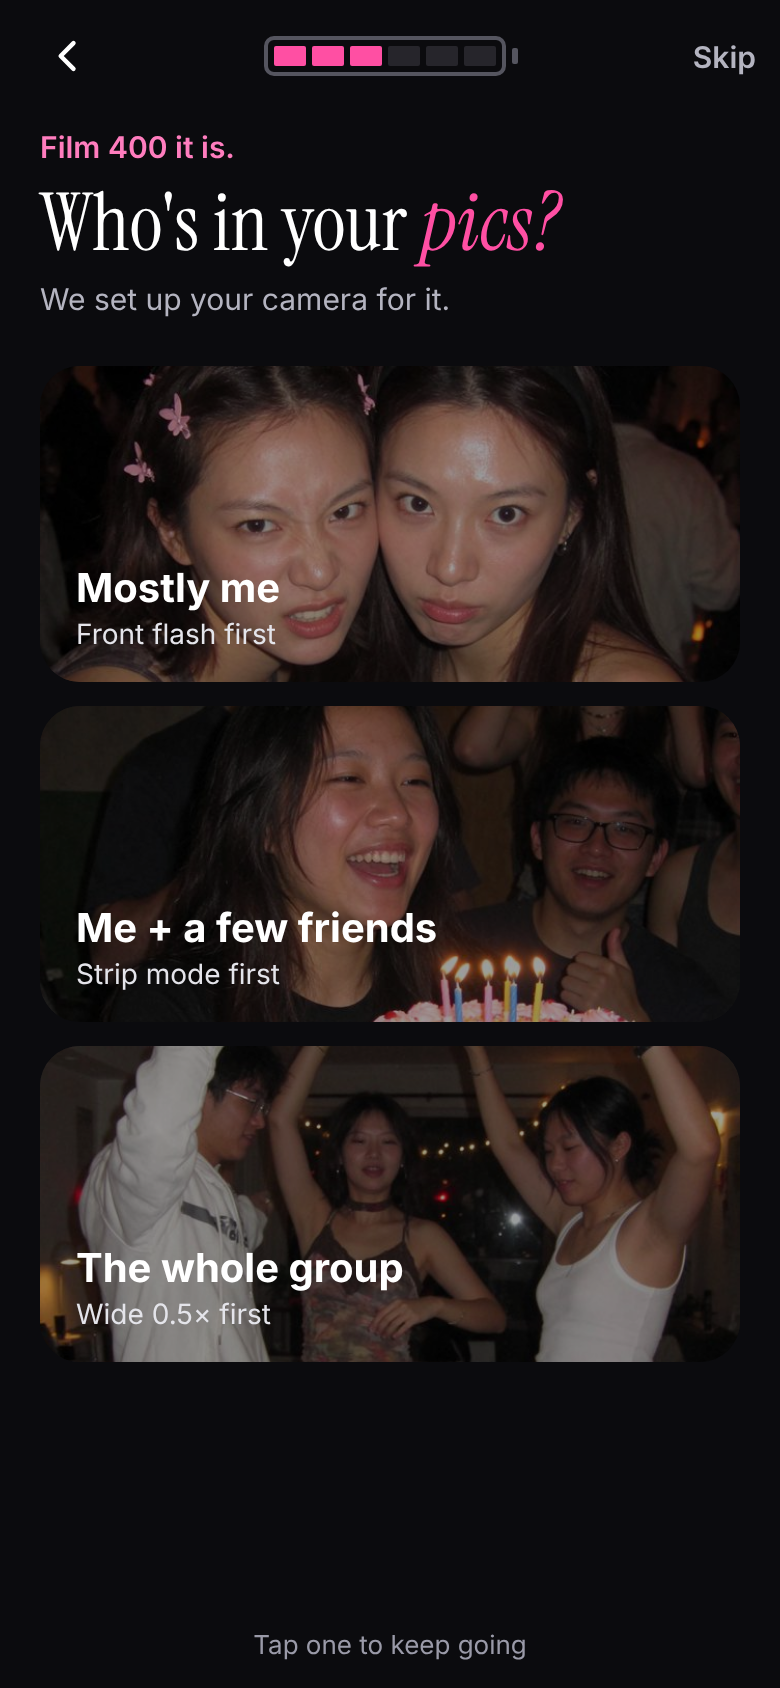 Skip
Film 400 it is.
Who's in your pics?
We set up your camera for it.
Mostly me
Front flash first
Me + a few friends
Strip mode first
The whole group
Wide 0.5× first
Tap one to keep going